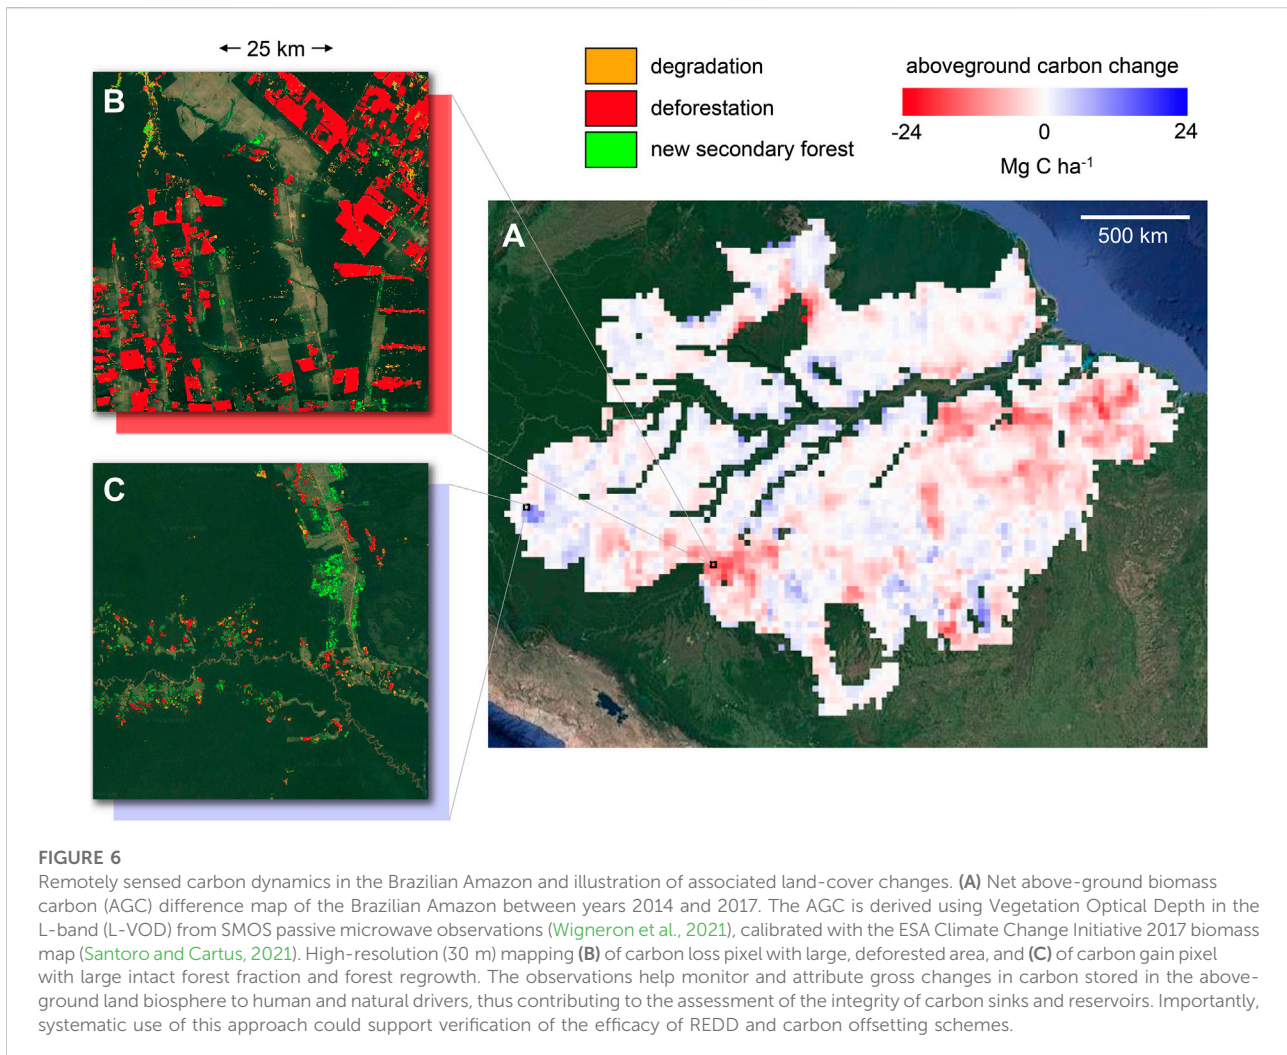 ← 25 km →
B
degradation
deforestation
new secondary forest
aboveground carbon change
-24 0 24
Mg C ha-1
A
500 km
C
FIGURE 6
Remotely sensed carbon dynamics in the Brazilian Amazon and illustration of associated land-cover changes. (A) Net above-ground biomass
carbon (AGC) difference map of the Brazilian Amazon between years 2014 and 2017. The AGC is derived using Vegetation Optical Depth in the
L-band (L-VOD) from SMOS passive microwave observations (Wigneron et al., 2021), calibrated with the ESA Climate Change Initiative 2017 biomass
map (Santoro and Cartus, 2021). High-resolution (30 m) mapping (B) of carbon loss pixel with large, deforested area, and (C) of carbon gain pixel
with large intact forest fraction and forest regrowth. The observations help monitor and attribute gross changes in carbon stored in the above-
ground land biosphere to human and natural drivers, thus contributing to the assessment of the integrity of carbon sinks and reservoirs. Importantly,
systematic use of this approach could support verification of the efficacy of REDD and carbon offsetting schemes.